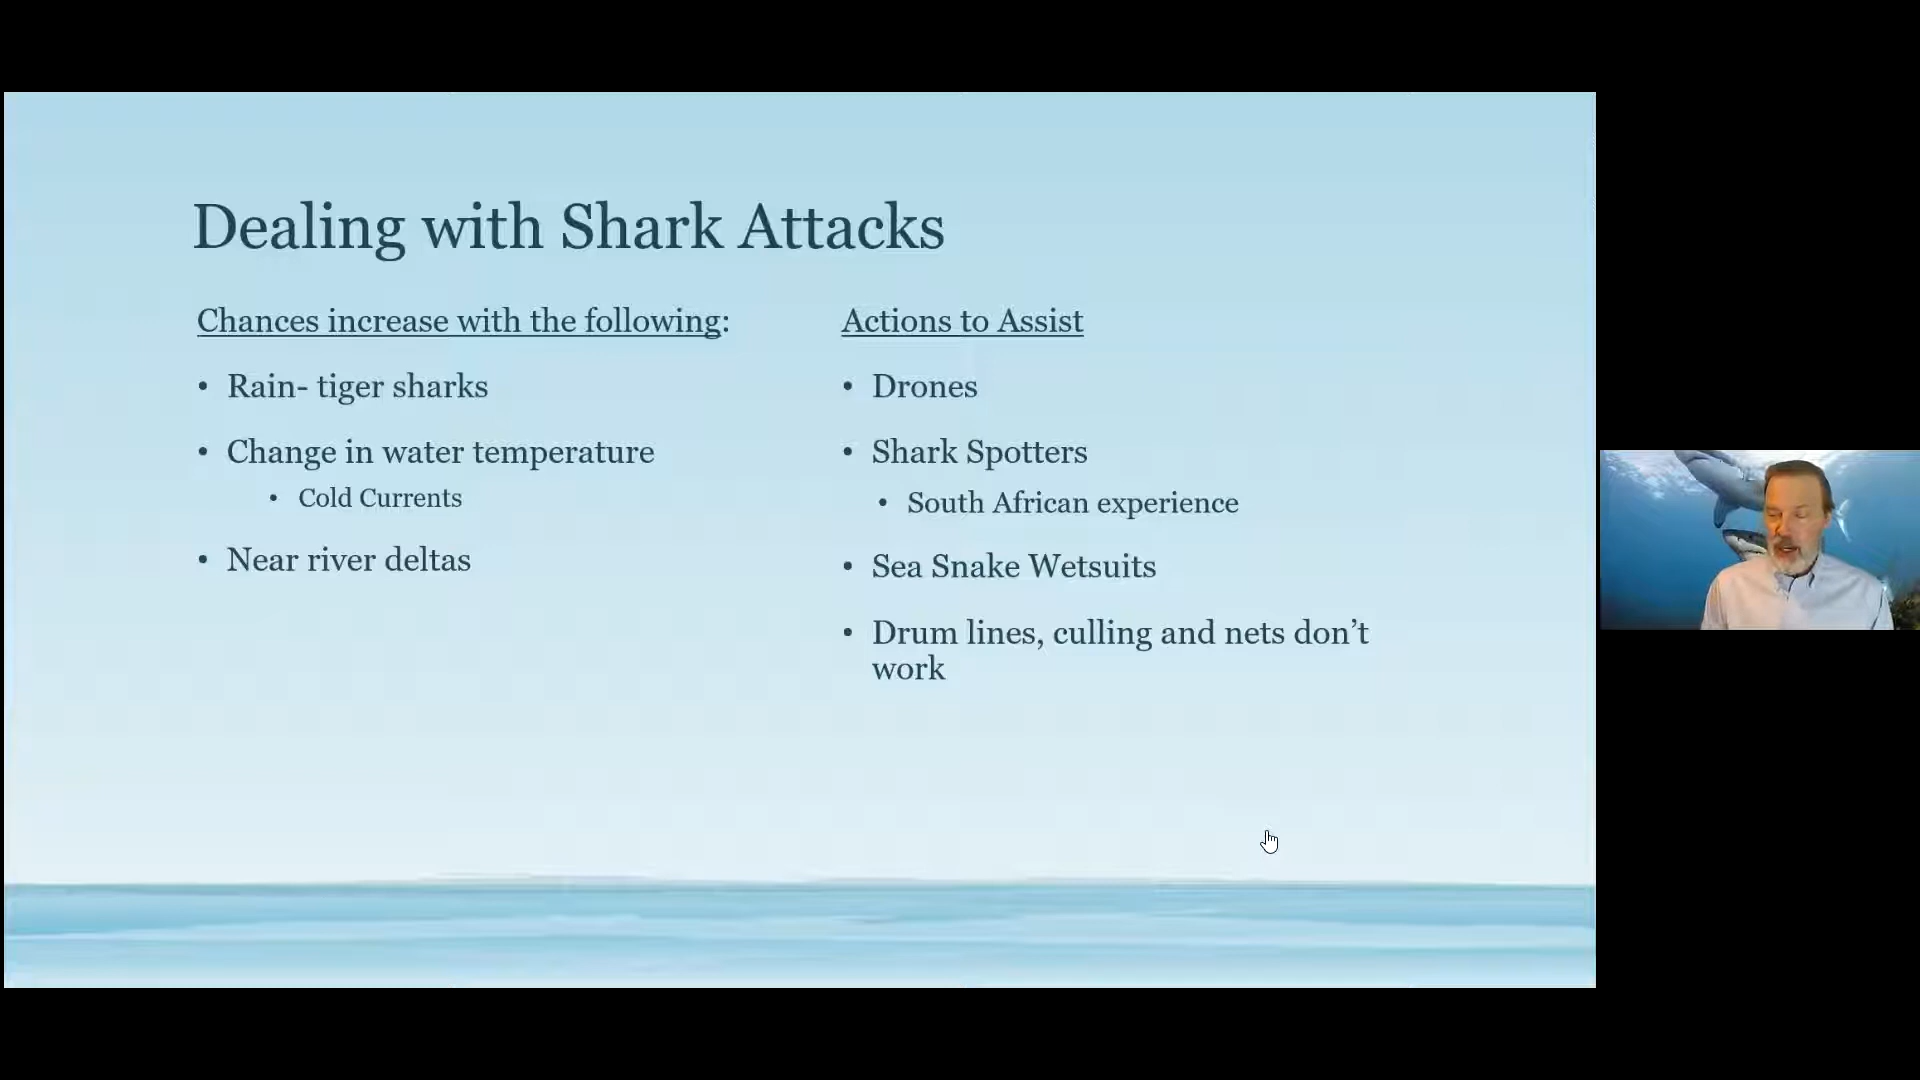 Dealing with Shark Attacks
Chances increase with the following:
• Rain- tiger sharks
• Change in water temperature
• Cold Currents
• Near river deltas
Actions to Assist
• Drones
• Shark Spotters
• South African experience
• Sea Snake Wetsuits
• Drum lines, culling and nets don’t
work